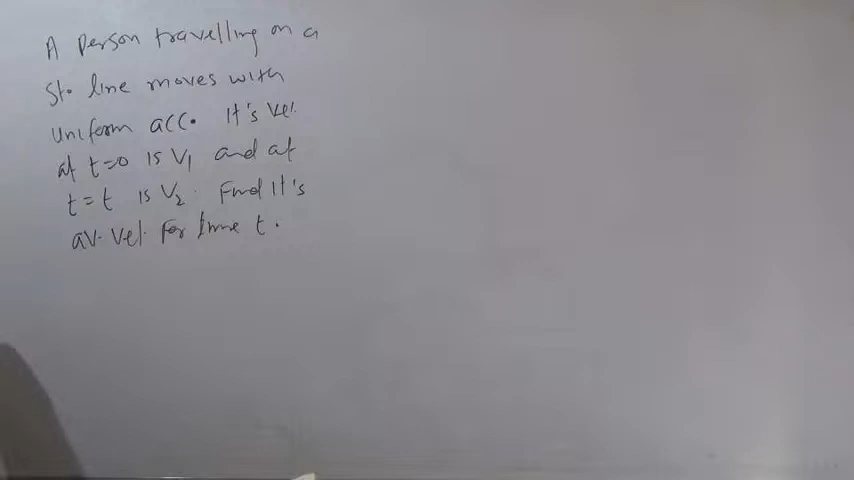 A Person travelling on a
St. line moves with
uniform acc. It's vel.
at t=0 is V₁ and at
t=t is V₂. Find It's
av. vel. For time t.